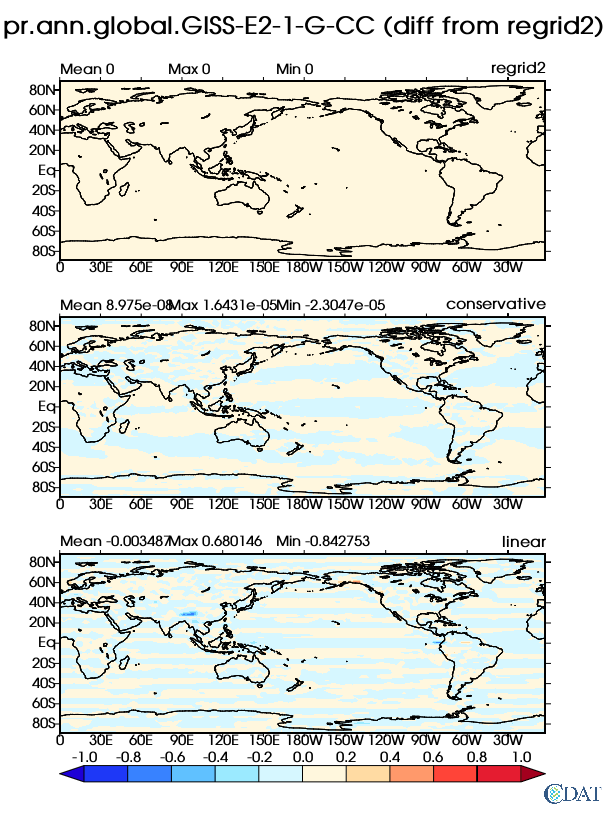 pr.ann.global.GISS-E2-1-G-CC (diff from regrid2)
Mean 0 Max 0 Min 0 regrid2
80N
60N
40N
20N
Eq
20S
40S
60S
80S
0 30E 60E 90E 120E 150E 180W 150W 120W 90W 60W 30W
Mean 8.975e-08 Max 1.6431e-05 Min -2.3047e-05 conservative
80N
60N
40N
20N
Eq
20S
40S
60S
80S
0 30E 60E 90E 120E 150E 180W 150W 120W 90W 60W 30W
Mean -0.003487 Max 0.680146 Min -0.842753 linear
80N
60N
40N
20N
Eq
20S
40S
60S
80S
0 30E 60E 90E 120E 150E 180W 150W 120W 90W 60W 30W
-1.0 -0.8 -0.6 -0.4 -0.2 0.0 0.2 0.4 0.6 0.8 1.0
CDAT